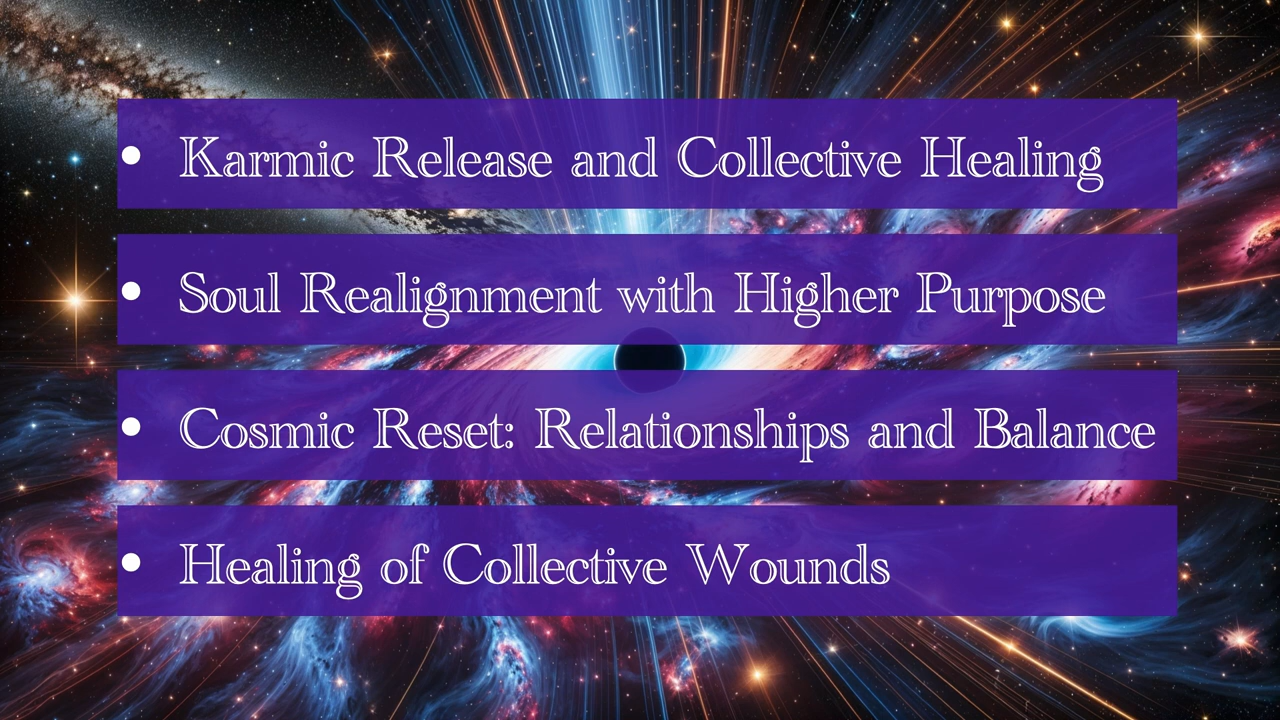 • Karmic Release and Collective Healing
• Soul Realignment with Higher Purpose
• Cosmic Reset: Relationships and Balance
• Healing of Collective Wounds